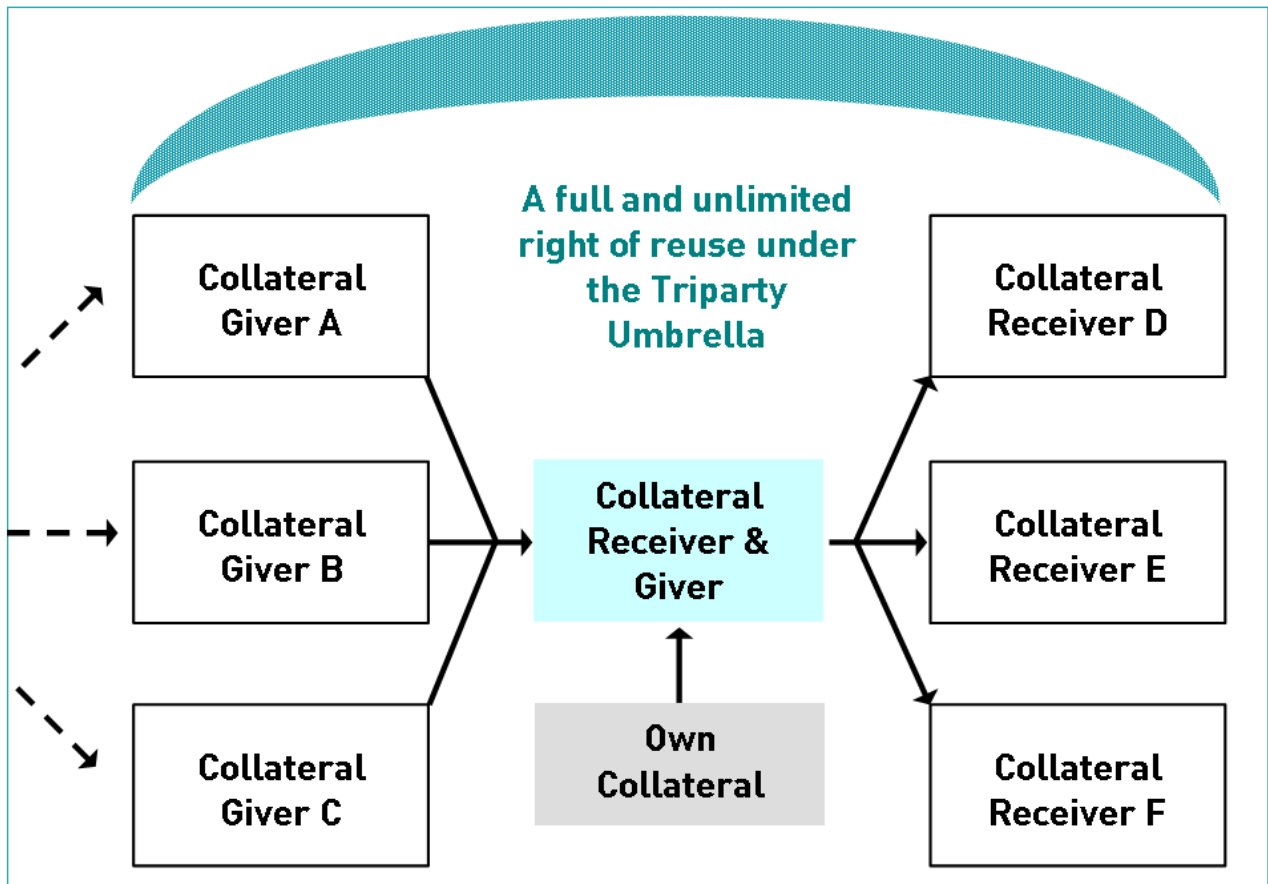 A full and unlimited
right of reuse under
the Triparty
Umbrella
Collateral
Giver A
Collateral
Receiver D
Collateral
Giver B
Collateral
Receiver &
Giver
Collateral
Receiver E
Collateral
Giver C
Own
Collateral
Collateral
Receiver F